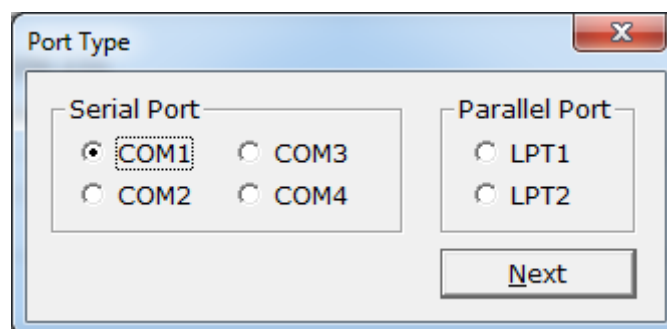 Port Type
Serial Port
COM1 COM3
COM2 COM4
Parallel Port
LPT1
LPT2
Next